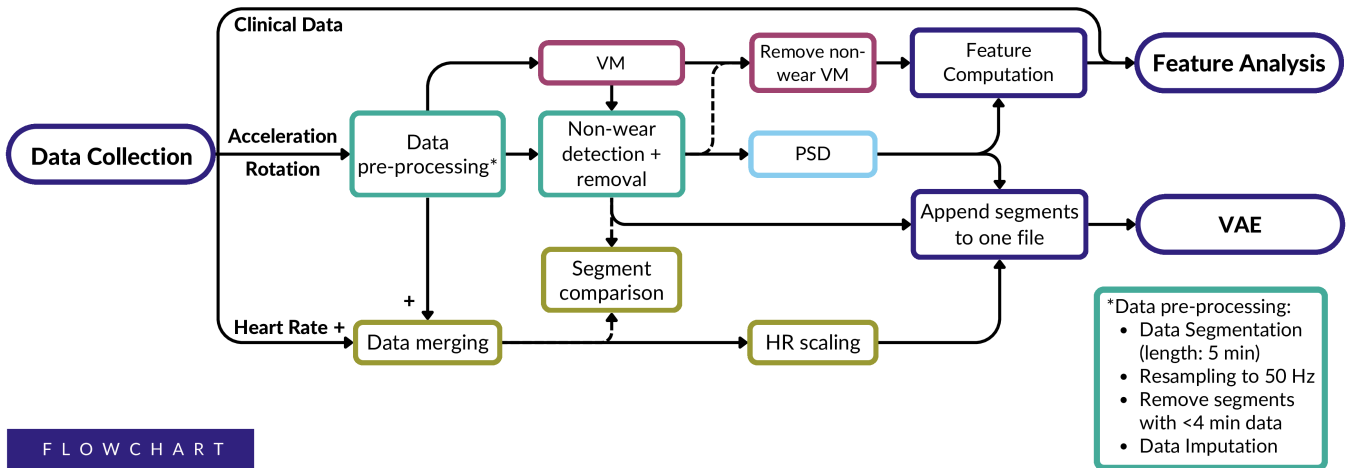 Clinical Data
VM
Remove non-
wear VM
Feature
Computation
Feature Analysis
Data Collection
Acceleration
Rotation
Data
pre-processing*
Non-wear
detection +
removal
PSD
Append segments
to one file
VAE
Segment
comparison
+
Heart Rate +
Data merging
HR scaling
*Data pre-processing:
• Data Segmentation
(length: 5 min)
• Resampling to 50 Hz
• Remove segments
with <4 min data
• Data Imputation
FLOWCHART